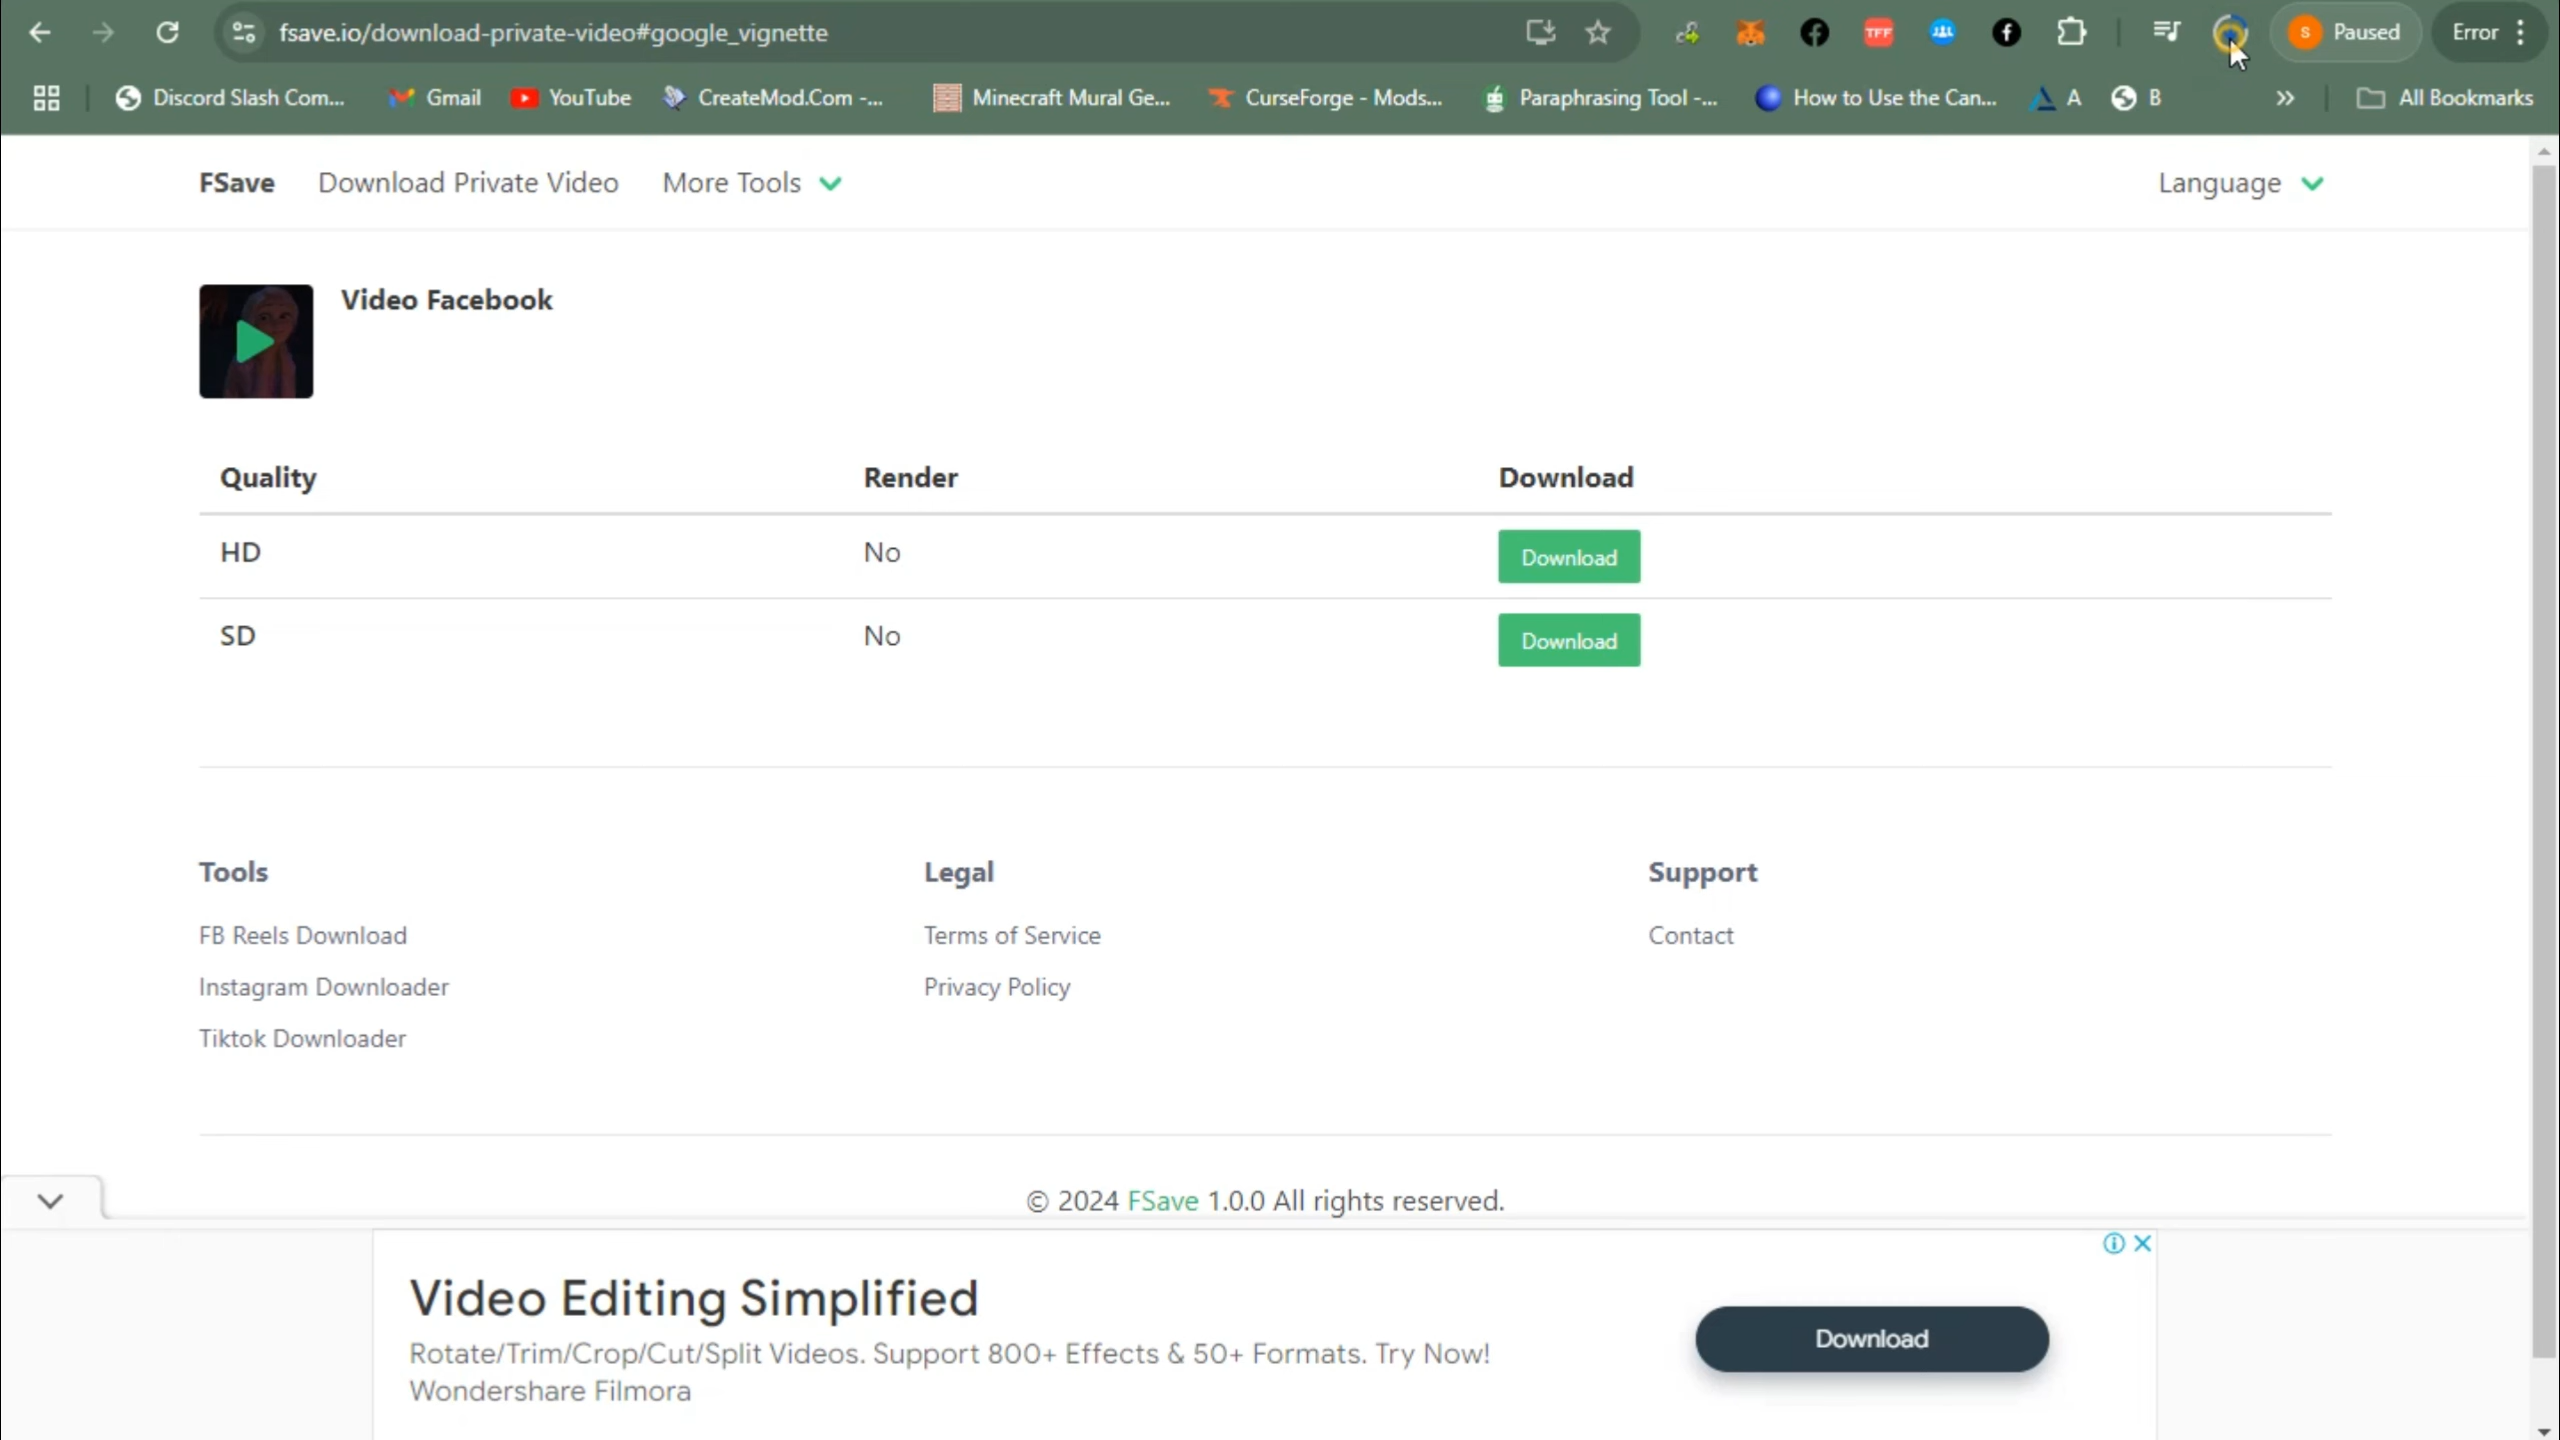 fsave.io/download-private-video#google_vignette
TFF
S
Paused
Error
Discord Slash Com...
Gmail
YouTube
CreateMod.Com -...
Minecraft Mural Ge...
CurseForge - Mods...
Paraphrasing Tool -...
How to Use the Can...
A
B
All Bookmarks
FSave
Download Private Video
More Tools
Language
Video Facebook
Quality Render Download
HD No Download
SD No Download
Tools
FB Reels Download
Instagram Downloader
Tiktok Downloader
Legal
Terms of Service
Privacy Policy
Support
Contact
© 2024 FSave 1.0.0 All rights reserved.
Video Editing Simplified
Rotate/Trim/Crop/Cut/Split Videos. Support 800+ Effects & 50+ Formats. Try Now!
Wondershare Filmora
Download